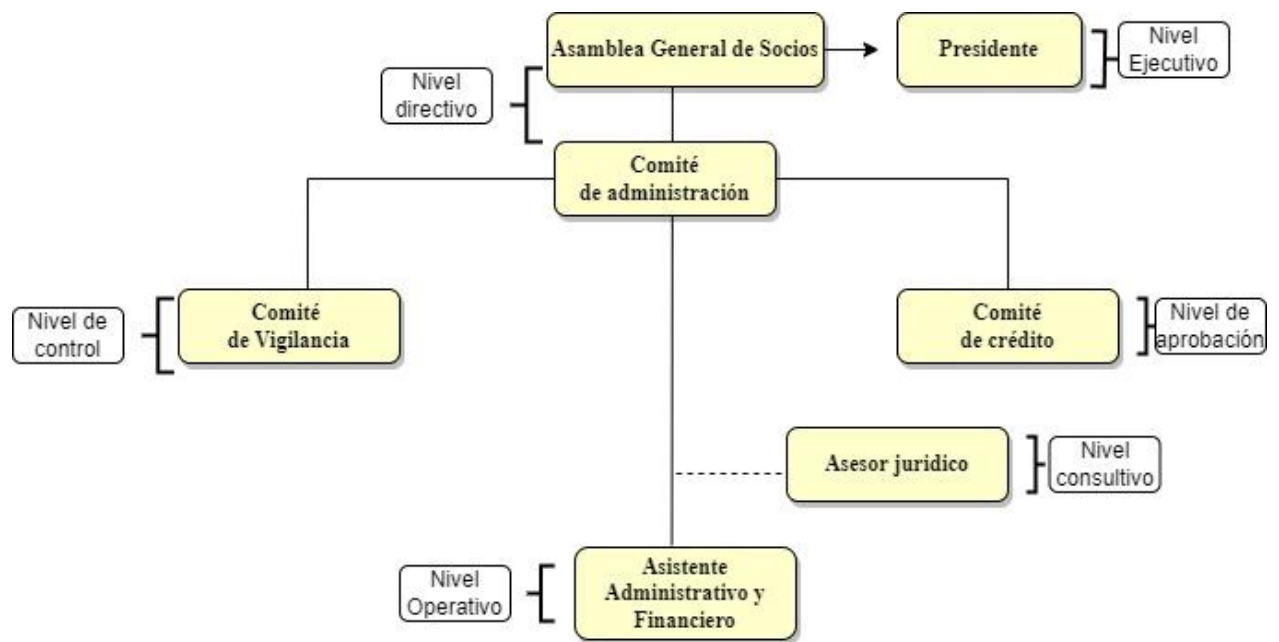 Asamblea General de Socios
Presidente
Nivel
Ejecutivo
Nivel
directivo
Comité
de administración
Nivel de
control
Comité
de Vigilancia
Comité
de crédito
Nivel de
aprobación
Asesor juridico
Nivel
consultivo
Nivel
Operativo
Asistente
Administrativo y
Financiero